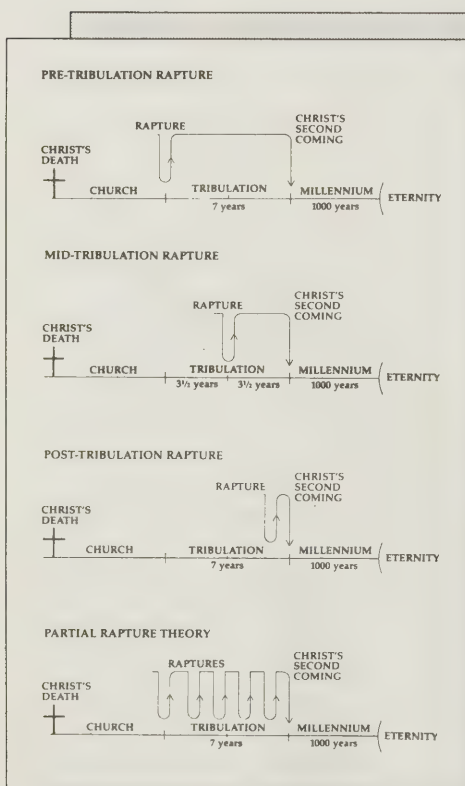 PRE-TRIBULATION RAPTURE
RAPTURE
CHRIST'S
SECOND
COMING
CHRIST'S
DEATH
CHURCH
TRIBULATION
7 years
MILLENNIUM
1000 years
ETERNITY
MID-TRIBULATION RAPTURE
RAPTURE
CHRIST'S
SECOND
COMING
CHRIST'S
DEATH
CHURCH
TRIBULATION
3½ years 3½ years
MILLENNIUM
1000 years
ETERNITY
POST-TRIBULATION RAPTURE
RAPTURE
CHRIST'S
SECOND
COMING
CHRIST'S
DEATH
CHURCH
TRIBULATION
7 years
MILLENNIUM
1000 years
ETERNITY
PARTIAL RAPTURE THEORY
RAPTURES
CHRIST'S
SECOND
COMING
CHRIST'S
DEATH
CHURCH
TRIBULATION
7 years
MILLENNIUM
1000 years
ETERNITY